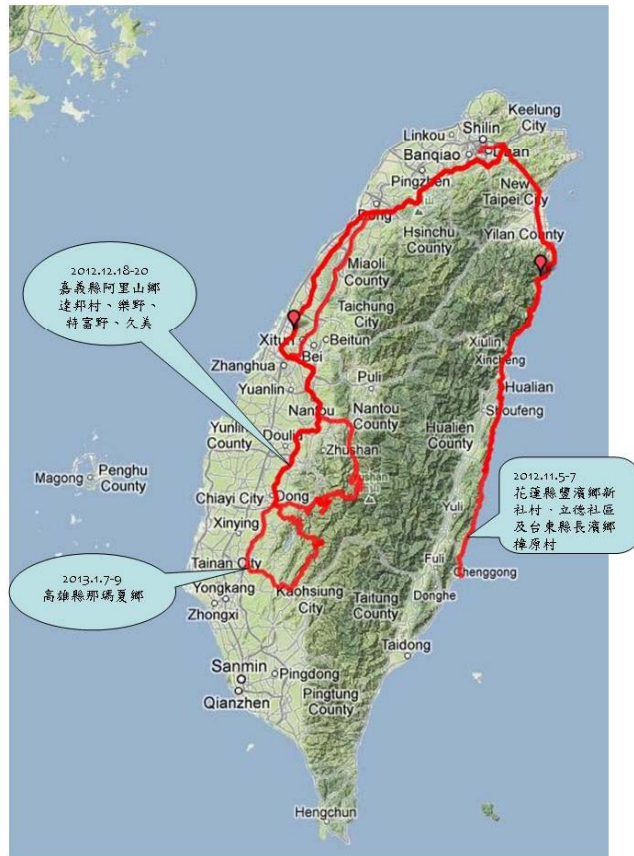 Keelung
City
Linkou
Shilin
Banqiao
Daan
Pingzhen
New
Taipei City
Dong
Hsinchu
County
Yilan County
2012.12.18-20
嘉義縣阿里山鄉
達邦村、樂野、
特富野、久美
Miaoli
County
Taichung
City
Xitun
Beitun
Bei
Xiulin
Xincheng
Zhanghua
Puli
Hualian
Yuanlin
Shoufeng
Nantou
Nantou
County
Hualien
County
Yunlin
County
Douliu
Zhushan
Penghu
County
Magong
2012.11.5-7
花蓮縣豐濱鄉新
社村、立德社區
及台東縣長濱鄉
樟原村
Chiayi City
Dong
Yuli
Xinying
Fuli
Chenggong
2013.1.7-9
高雄縣那瑪夏鄉
Tainan City
Yongkang
Zhongxi
Kaohsiung
City
Taitung
County
Donghe
Taidong
Sanmin
Pingdong
Qianzhen
Pingtung
County
Hengchun